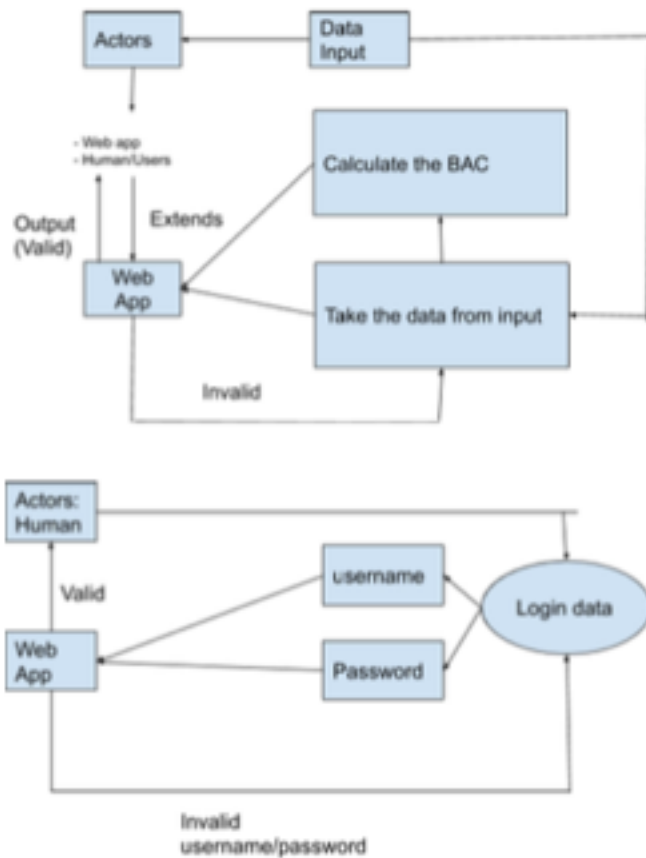 Actors
Data
Input
- Web app
- Human/Users
Calculate the BAC
Output
(Valid)
Extends
Web
App
Take the data from input
Invalid
Actors:
Human
username
Valid
Login data
Web
App
Password
Invalid
username/password